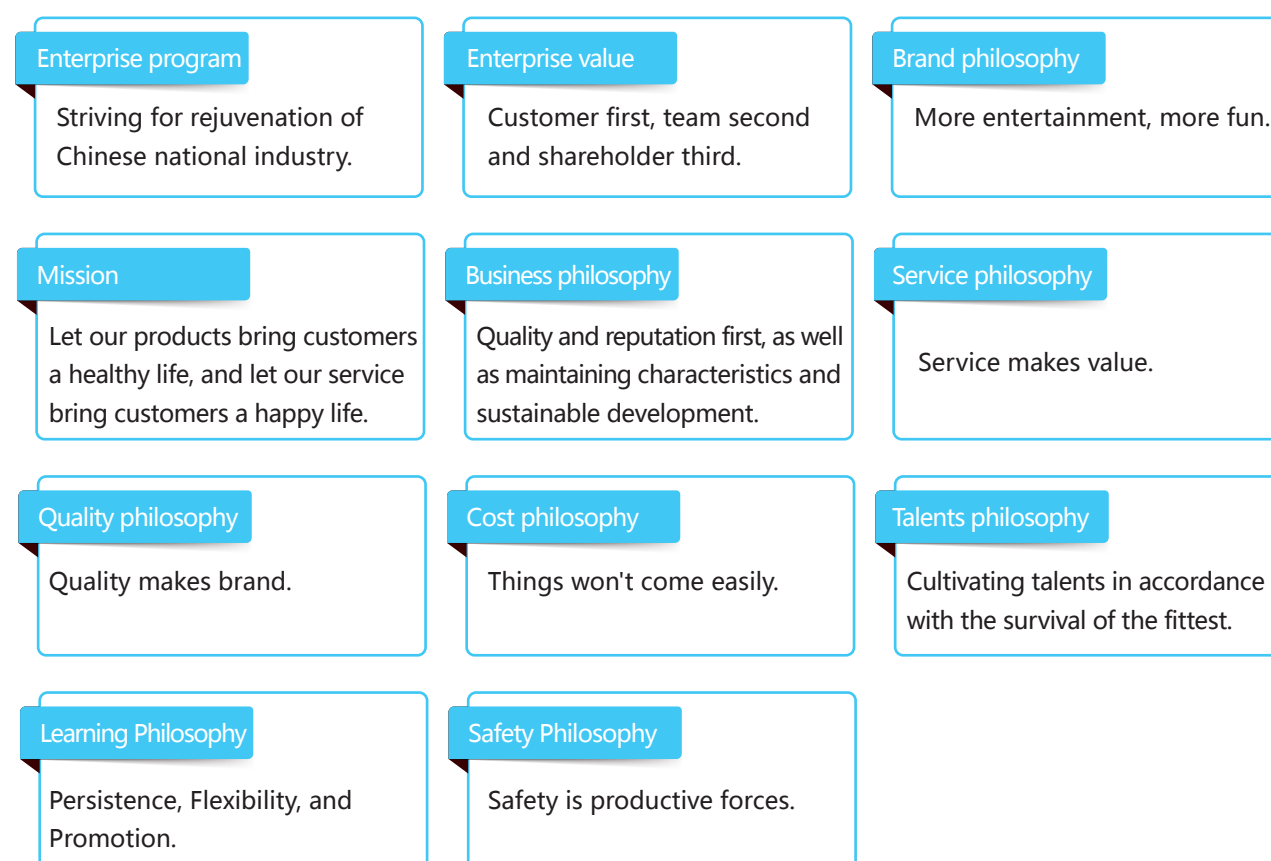 Enterprise program
Striving for rejuvenation of
Chinese national industry.
Enterprise value
Customer first, team second
and shareholder third.
Brand philosophy
More entertainment, more fun.
Mission
Let our products bring customers
a healthy life, and let our service
bring customers a happy life.
Business philosophy
Quality and reputation first, as well
as maintaining characteristics and
sustainable development.
Service philosophy
Service makes value.
Quality philosophy
Quality makes brand.
Cost philosophy
Things won't come easily.
Talents philosophy
Cultivating talents in accordance
with the survival of the fittest.
Learning Philosophy
Persistence, Flexibility, and
Promotion.
Safety Philosophy
Safety is productive forces.